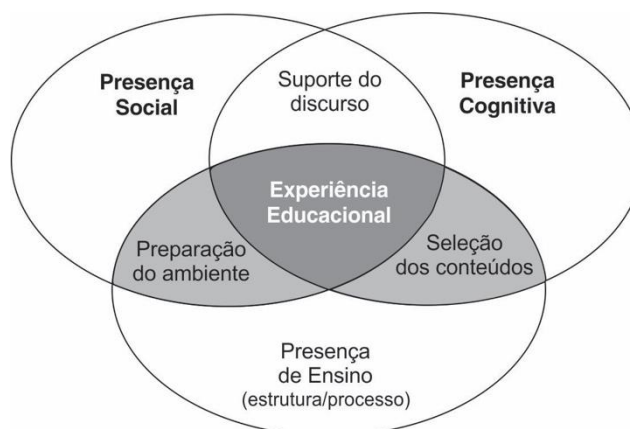 Presença
Social
Suporte do
discurso
Presença
Cognitiva
Experiência
Educacional
Preparação
do ambiente
Seleção
dos conteúdos
Presença
de Ensino
(estrutura/processo)